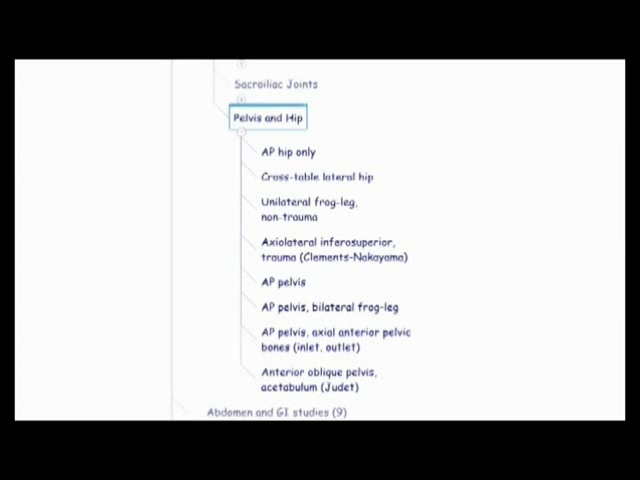 Sacroiliac Joints
Pelvis and Hip
AP hip only
Cross-table lateral hip
Unilateral frog-leg,
non-trauma
Axiolateral inferosuperior,
trauma (Clements-Nakayama)
AP pelvis
AP pelvis, bilateral frog-leg
AP pelvis, axial anterior pelvic
bones (inlet, outlet)
Anterior oblique pelvis,
acetabulum (Judet)
Abdomen and GI studies (9)